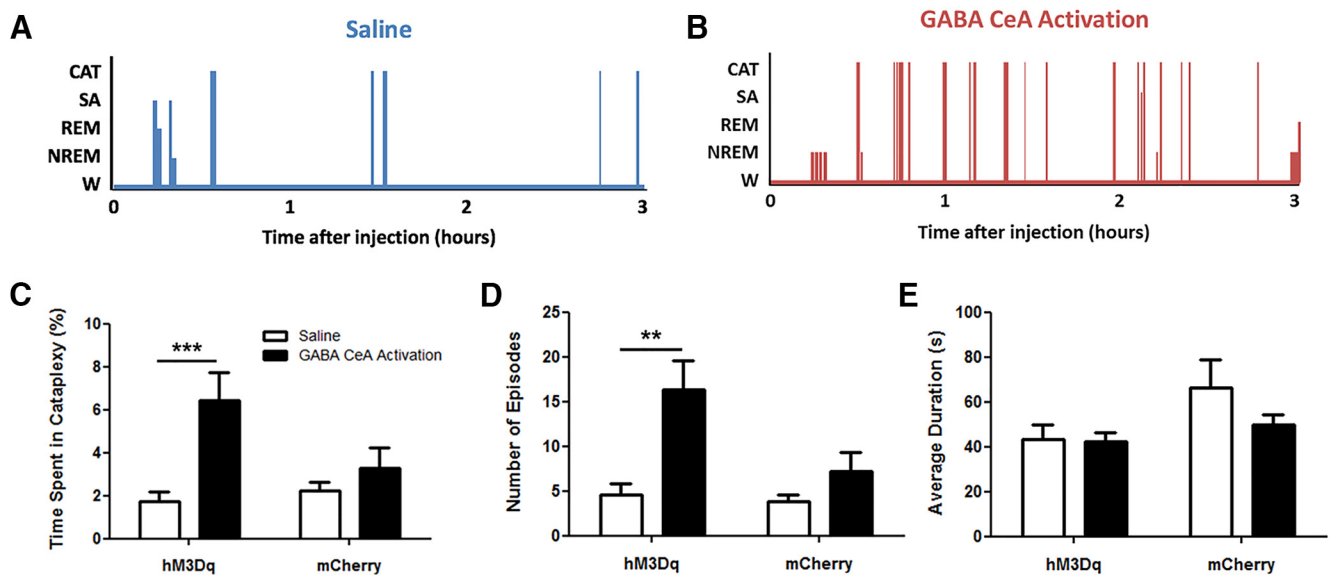 A
Saline
CAT
SA
REM
NREM
W
0 1 2 3
Time after injection (hours)
B
GABA CeA Activation
CAT
SA
REM
NREM
W
0 1 2 3
Time after injection (hours)
C
Time Spent in Cataplexy (%)
10
8
6
4
2
0
***
Saline
GABA CeA Activation
hM3Dq mCherry
D
Number of Episodes
25
20
15
10
5
0
**
hM3Dq mCherry
E
Average Duration (s)
100
80
60
40
20
0
hM3Dq mCherry